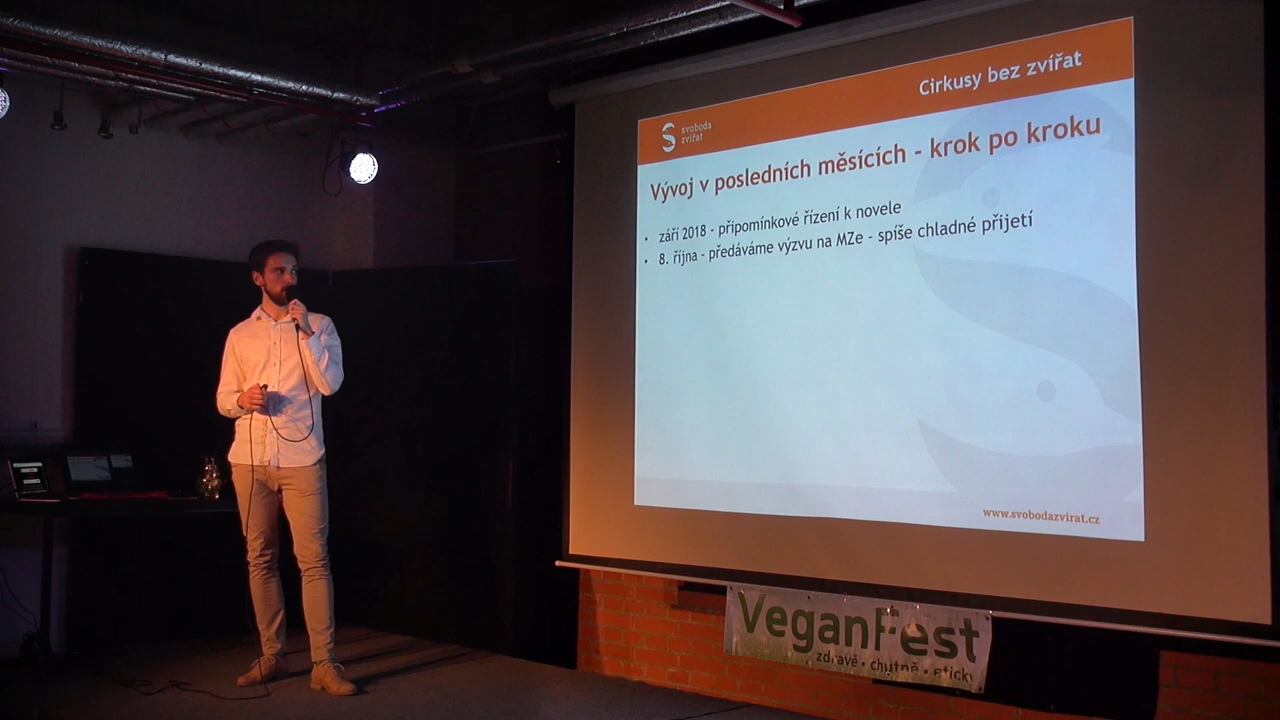 Cirkusy bez zvířat
svoboda
zvířat
Vývoj v posledních měsících - krok po kroku
• září 2018 - připomínkové řízení k novele
• 8. října - předáváme výzvu na MZe - spíše chladné přijetí
www.svobodazvirat.cz
VeganFest
zdravě • chutně • eticky